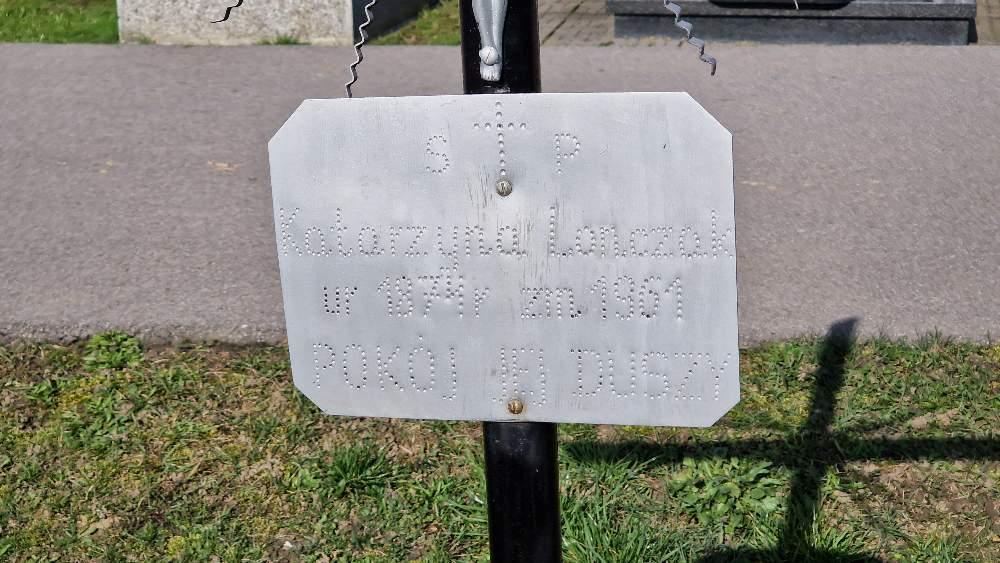 S P
Katarzyna Lonczak
ur 1874r zm 1961
POKÓJ JEJ DUSZY